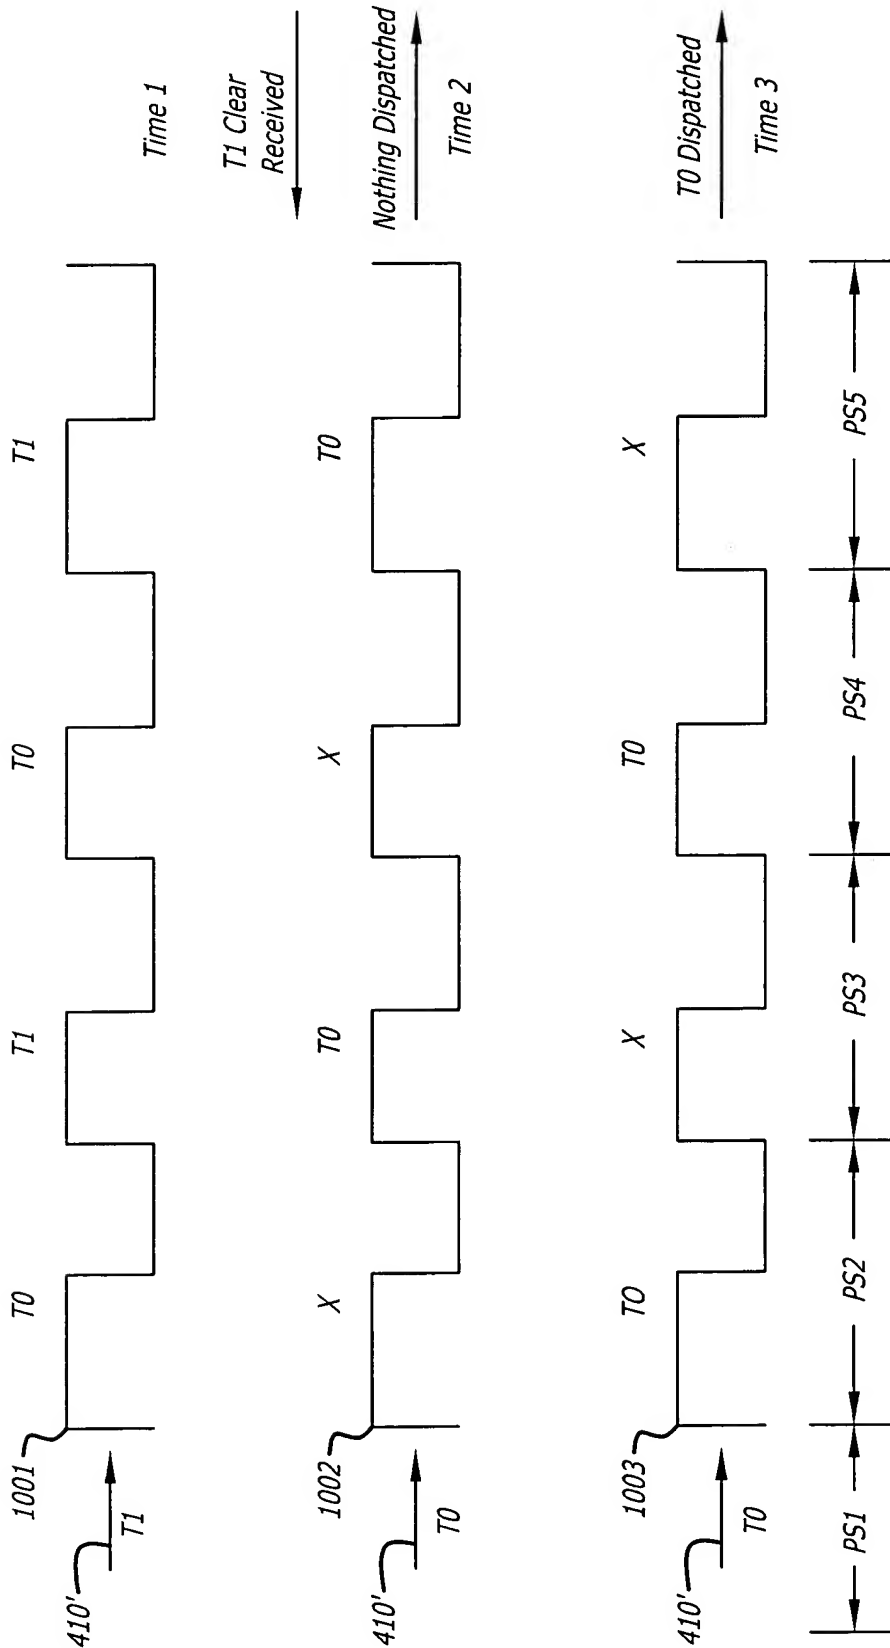 T0
T1
T0
T1
1001
410'
T1
Time 1
T1 Clear
Received
X
T0
X
T0
1002
410'
T0
Nothing Dispatched
Time 2
TO
X
T0
X
1003
410'
T0
T0 Dispatched
Time 3
PS1
PS2
PS3
PS4
PS5